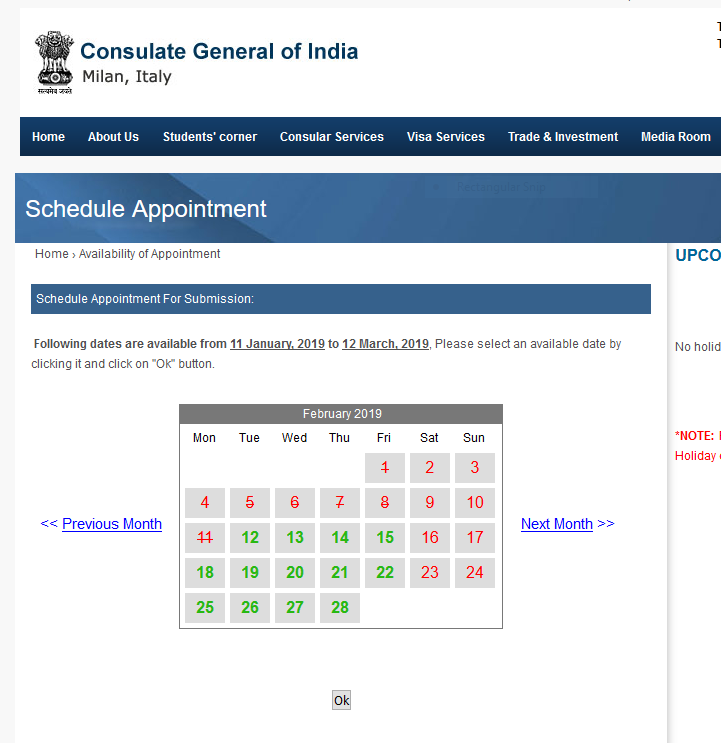 Consulate General of India
Milan, Italy
सत्यमेव जयते
Home About Us Students' corner Consular Services Visa Services Trade & Investment Media Room
Schedule Appointment
Home › Availability of Appointment
UPCO
Schedule Appointment For Submission:
Following dates are available from 11 January, 2019 to 12 March, 2019, Please select an available date by
clicking it and click on "Ok" button.
No holid
February 2019
Mon Tue Wed Thu Fri Sat Sun
1 2 3
4 5 6 7 8 9 10
11 12 13 14 15 16 17
18 19 20 21 22 23 24
25 26 27 28
<< Previous Month
Next Month >>
*NOTE:
Holiday
Ok